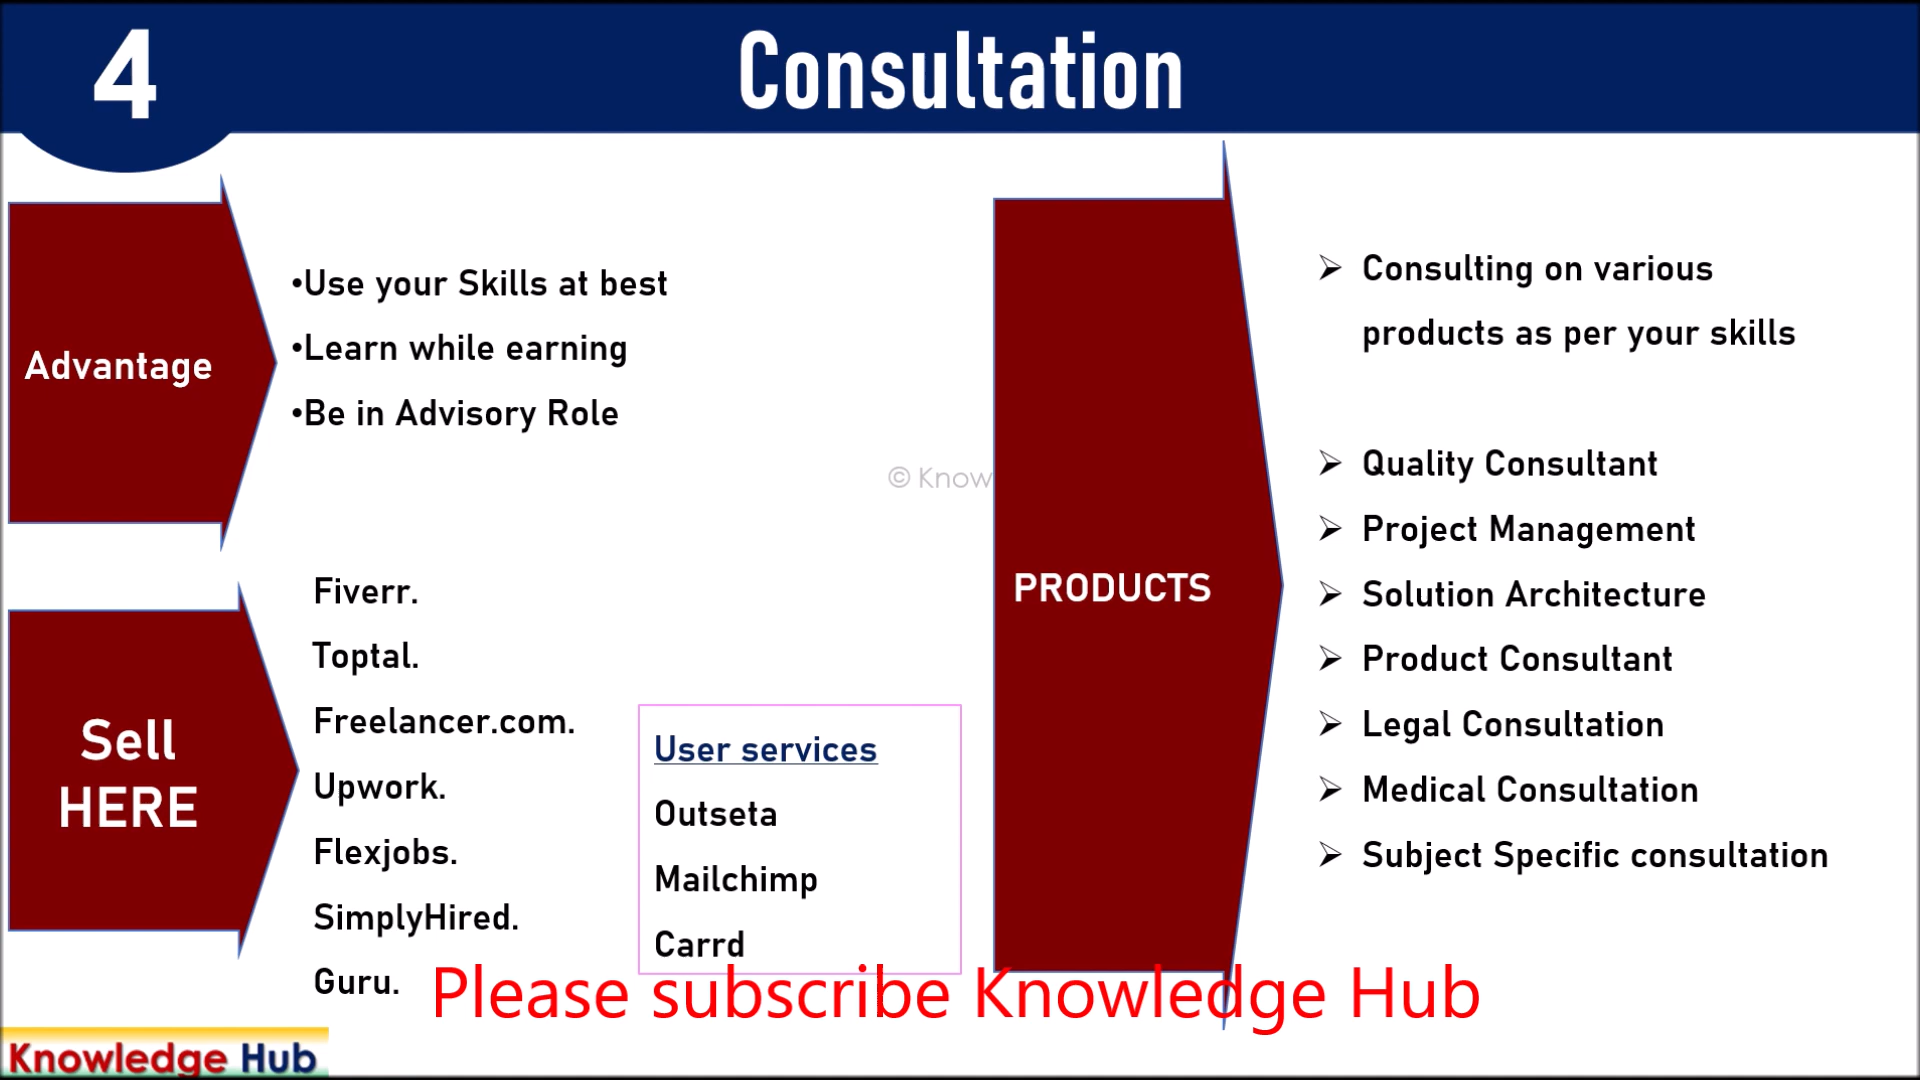 4
Consultation
Advantage
•Use your Skills at best
•Learn while earning
•Be in Advisory Role
Sell
HERE
Fiverr.
Toptal.
Freelancer.com.
Upwork.
Flexjobs.
SimplyHired.
Guru.
User services
Outseta
Mailchimp
Carrd
© Know
PRODUCTS
➢ Consulting on various
products as per your skills
➢ Quality Consultant
➢ Project Management
➢ Solution Architecture
➢ Product Consultant
➢ Legal Consultation
➢ Medical Consultation
➢ Subject Specific consultation
Please subscribe Knowledge Hub
Knowledge Hub